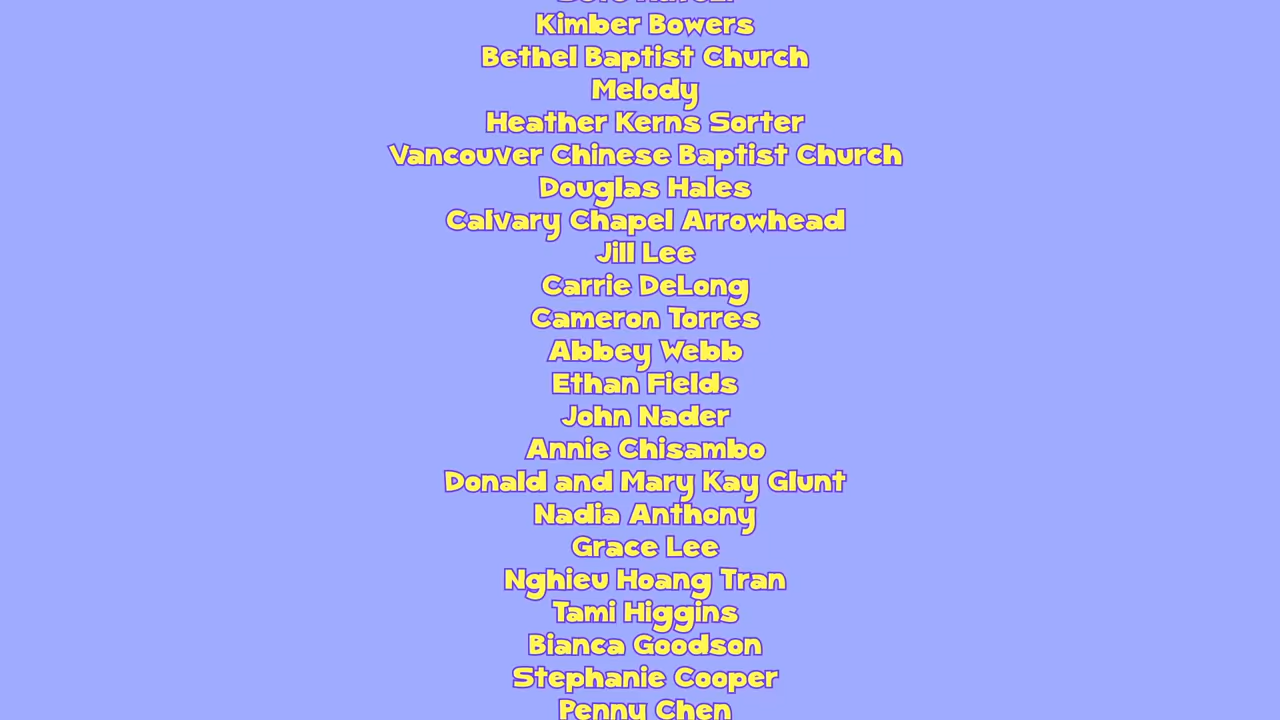 Kimber Bowers
Bethel Baptist Church
Melody
Heather Kerns Sorter
Vancouver Chinese Baptist Church
Douglas Hales
Calvary Chapel Arrowhead
Jill Lee
Carrie DeLong
Cameron Torres
Abbey Webb
Ethan Fields
John Nader
Annie Chisambo
Donald and Mary Kay Glunt
Nadia Anthony
Grace Lee
Nghieu Hoang Tran
Tami Higgins
Bianca Goodson
Stephanie Cooper
Penny Chen